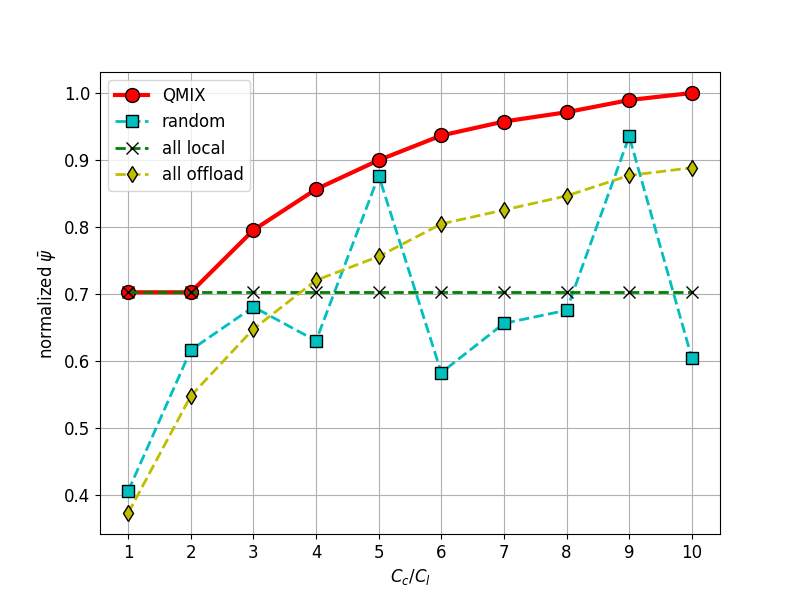 QMIX
random
all local
all offload
normalized ψ̄
1.0
0.9
0.8
0.7
0.6
0.5
0.4
1 2 3 4 5 6 7 8 9 10
C_c/C_l